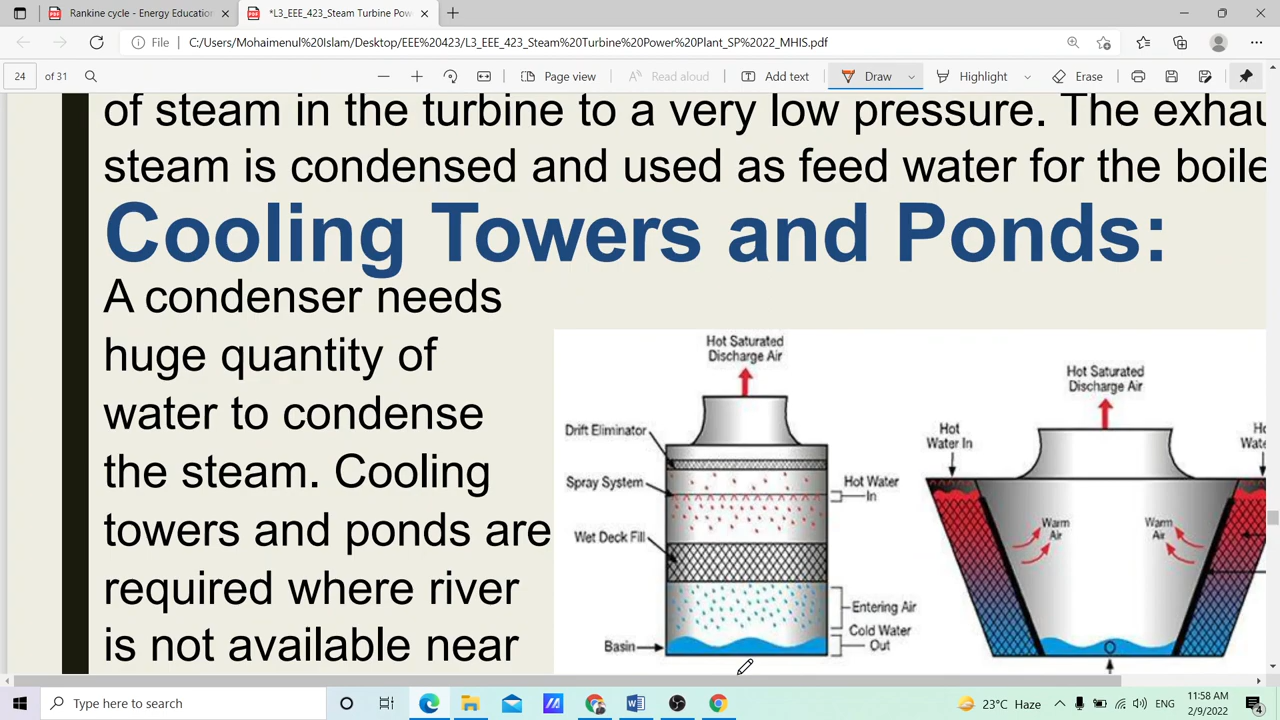 Rankine cycle - Energy Education
*L3_EEE_423_Steam Turbine Pow
File
C:/Users/Mohaimenul%20Islam/Desktop/EEE%20423/L3_EEE_423_Steam%20Turbine%20Power%20Plant_SP%2022_MHIS.pdf
24 of 31
Page view
Read aloud
Add text
Draw
Highlight
Erase
of steam in the turbine to a very low pressure. The exhau
steam is condensed and used as feed water for the boile
Cooling Towers and Ponds:
A condenser needs
huge quantity of
water to condense
the steam. Cooling
towers and ponds are
required where river
is not available near
Hot Saturated
Discharge Air
Drift Eliminator
Spray System
Wet Deck Fill
Basin
Hot Water
In
Entering Air
Cold Water
Out
Hot Saturated
Discharge Air
Hot
Water In
Warm
Air
Warm
Air
Type here to search
23°C Haze
ENG
11:58 AM
2/9/2022
4